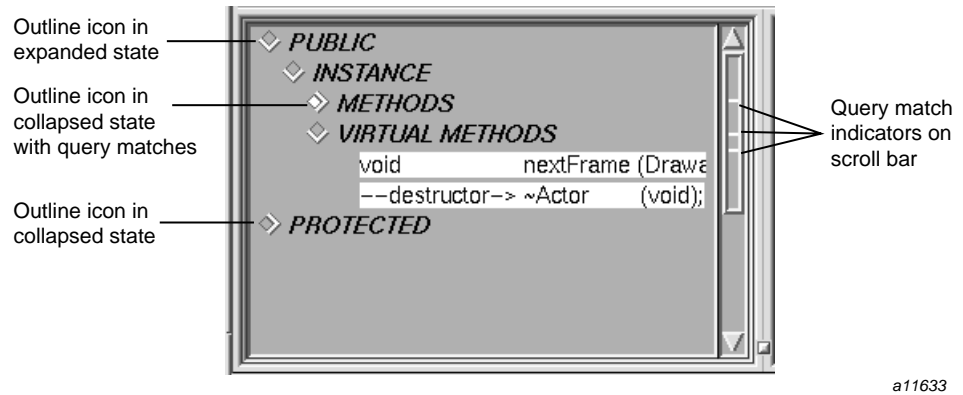 Outline icon in
expanded state
Outline icon in
collapsed state
with query matches
Outline icon in
collapsed state
PUBLIC
INSTANCE
METHODS
VIRTUAL METHODS
void nextFrame (Drawa
--destructor-> ~Actor (void);
PROTECTED
Query match
indicators on
scroll bar
a11633